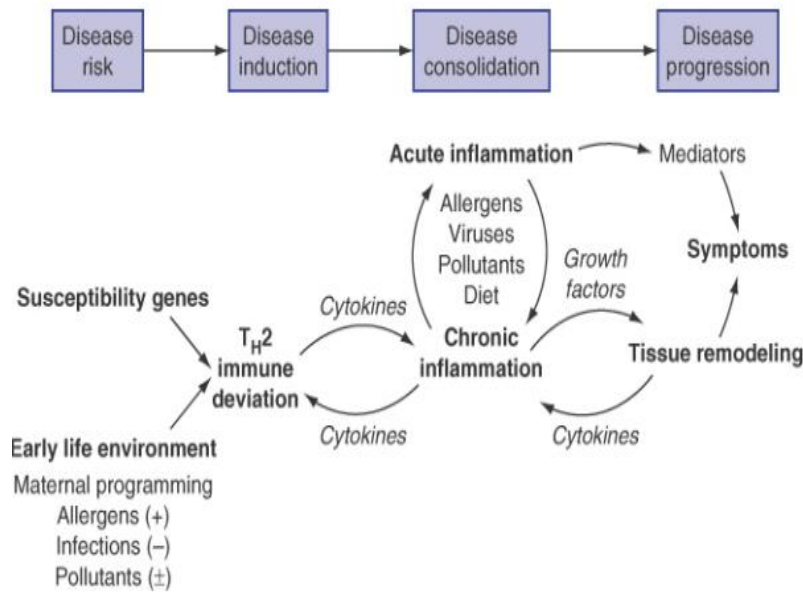 Disease
risk
Disease
induction
Disease
consolidation
Disease
progression
Acute inflammation
Mediators
Allergens
Viruses
Pollutants
Diet
Growth
factors
Symptoms
Susceptibility genes
Cytokines
TH2
immune
deviation
Chronic
inflammation
Tissue remodeling
Early life environment
Cytokines
Cytokines
Maternal programming
Allergens (+)
Infections (–)
Pollutants (±)